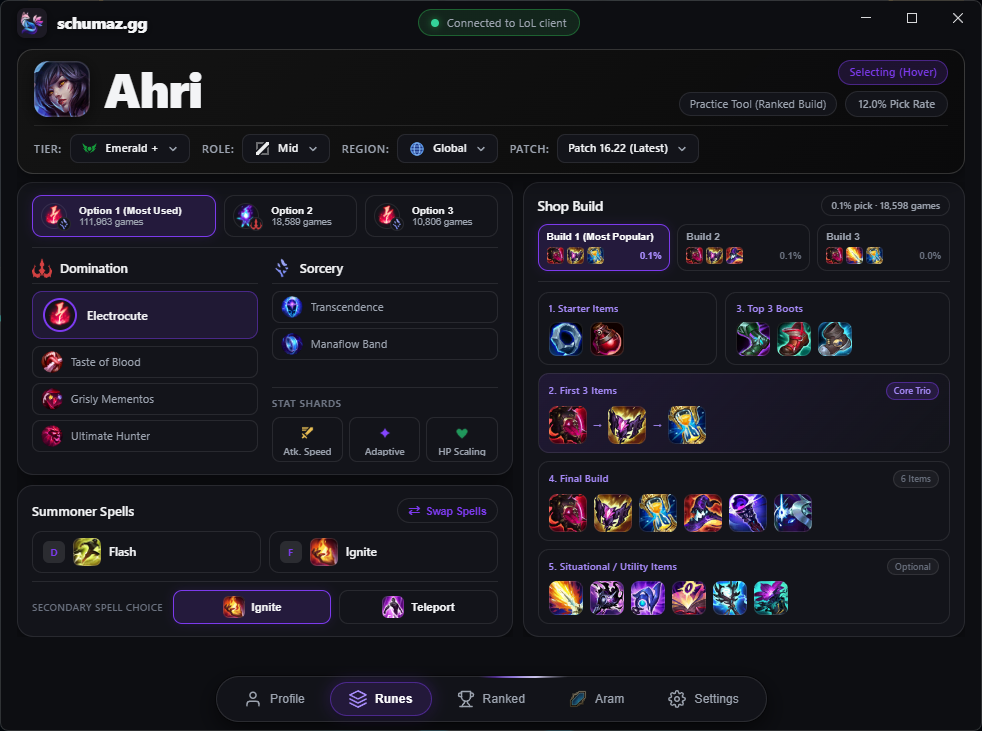 schumaz.gg
Connected to LoL client
Ahri
Selecting (Hover)
Practice Tool (Ranked Build)
12.0% Pick Rate
TIER:
Emerald +
ROLE:
Mid
REGION:
Global
PATCH:
Patch 16.22 (Latest)
Option 1 (Most Used)
111,963 games
Option 2
18,589 games
Option 3
10,806 games
Domination
Electrocute
Taste of Blood
Grisly Mementos
Ultimate Hunter
Sorcery
Transcendence
Manaflow Band
STAT SHARDS
Atk. Speed
Adaptive
HP Scaling
Summoner Spells
Swap Spells
D
Flash
F
Ignite
SECONDARY SPELL CHOICE
Ignite
Teleport
Shop Build
0.1% pick · 18,598 games
Build 1 (Most Popular)
0.1%
Build 2
0.1%
Build 3
0.0%
1. Starter Items
3. Top 3 Boots
2. First 3 Items
Core Trio
→
→
4. Final Build
6 Items
5. Situational / Utility Items
Optional
Profile
Runes
Ranked
Aram
Settings